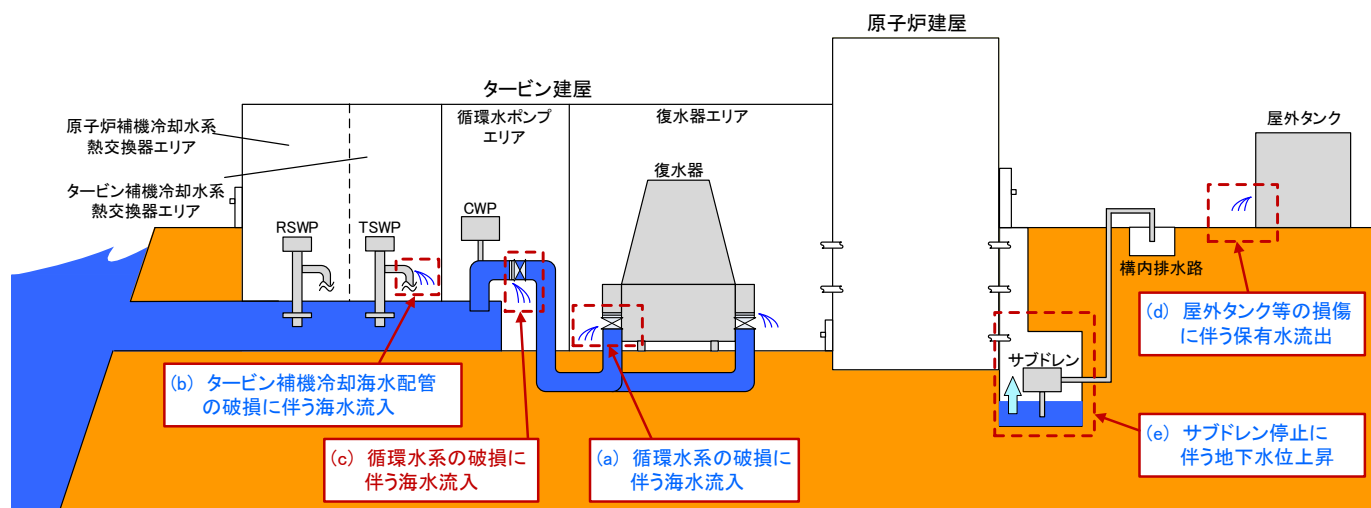 原子炉建屋
タービン建屋
原子炉補機冷却水系
熱交換器エリア
タービン補機冷却水系
熱交換器エリア
循環水ポンプ
エリア
復水器エリア
屋外タンク
復水器
CWP
RSWP
TSWP
構内排水路
サブドレン
(d) 屋外タンク等の損傷
に伴う保有水流出
(b) タービン補機冷却海水配管
の破損に伴う海水流入
(c) 循環水系の破損に
伴う海水流入
(a) 循環水系の破損に
伴う海水流入
(e) サブドレン停止に
伴う地下水位上昇